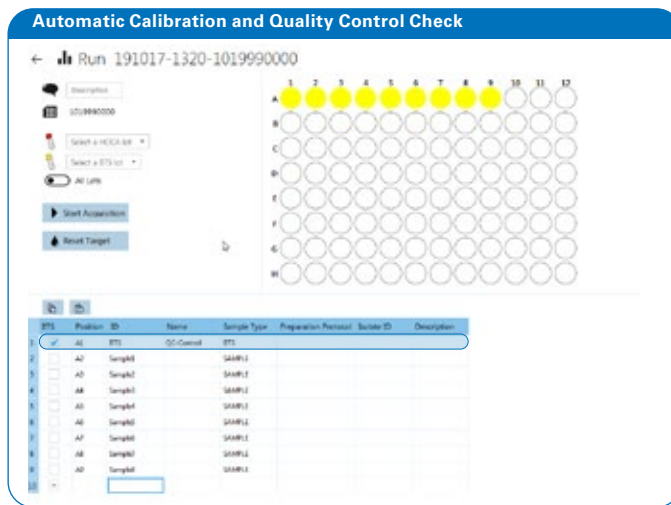 Automatic Calibration and Quality Control Check
← Run 191017-1320-1019990000
Description
1019990000
Select a HCCA lot
Select a BTS lot
All Lots
Start Acquisition
Reset Target
1 2 3 4 5 6 7 8 9 10 11 12
A
B
C
D
E
F
G
H
BTS Position ID Name Sample Type Preparation Protocol Isolate ID Description
1 A1 BTS QC-Control BTS
2 A2 Sample1 SAMPLE
3 A3 Sample2 SAMPLE
4 A4 Sample3 SAMPLE
5 A5 Sample4 SAMPLE
6 A6 Sample5 SAMPLE
7 A7 Sample6 SAMPLE
8 A8 Sample7 SAMPLE
9 A9 Sample8 SAMPLE
10